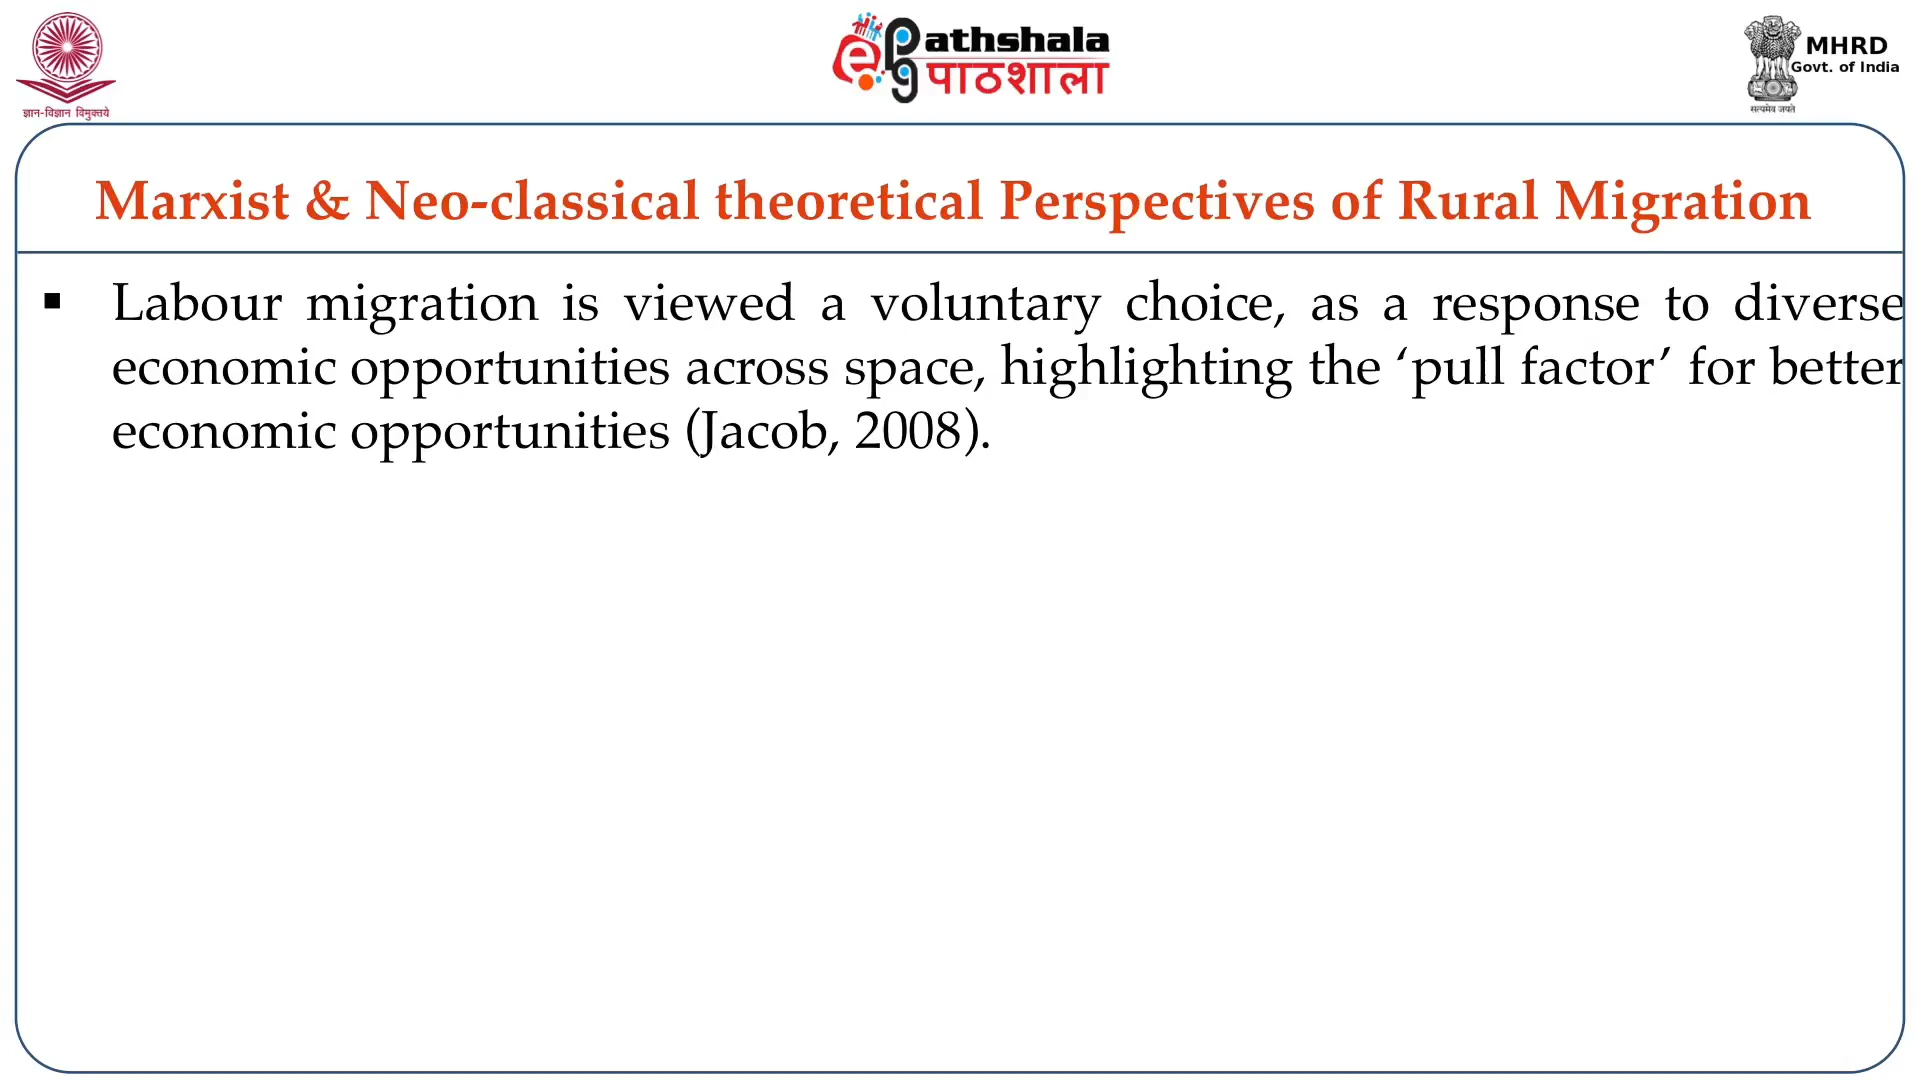 ज्ञान-विज्ञान विमुक्तये
e Pathshala
पाठशाला
MHRD
Govt. of India
सत्यमेव जयते
Marxist & Neo-classical theoretical Perspectives of Rural Migration
▪ Labour migration is viewed a voluntary choice, as a response to diverse
economic opportunities across space, highlighting the ‘pull factor’ for better
economic opportunities (Jacob, 2008).